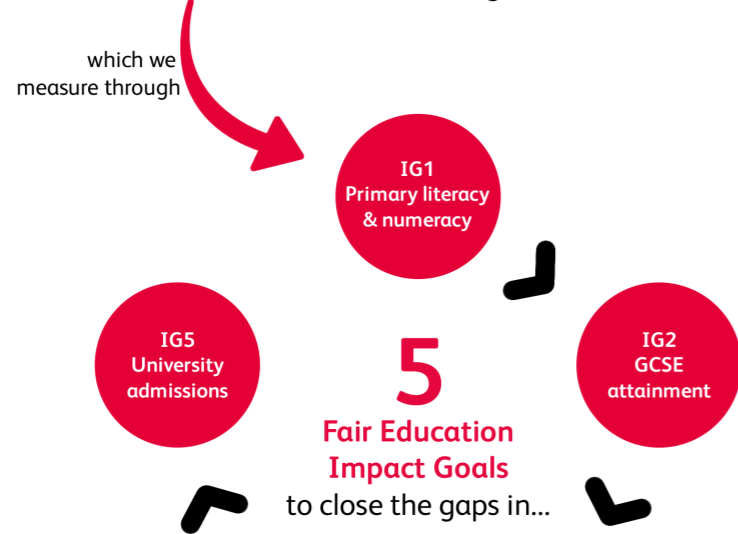 which we
measure through
IG1
Primary literacy
& numeracy
IG5
University
admissions
5
Fair Education
Impact Goals
to close the gaps in...
IG2
GCSE
attainment